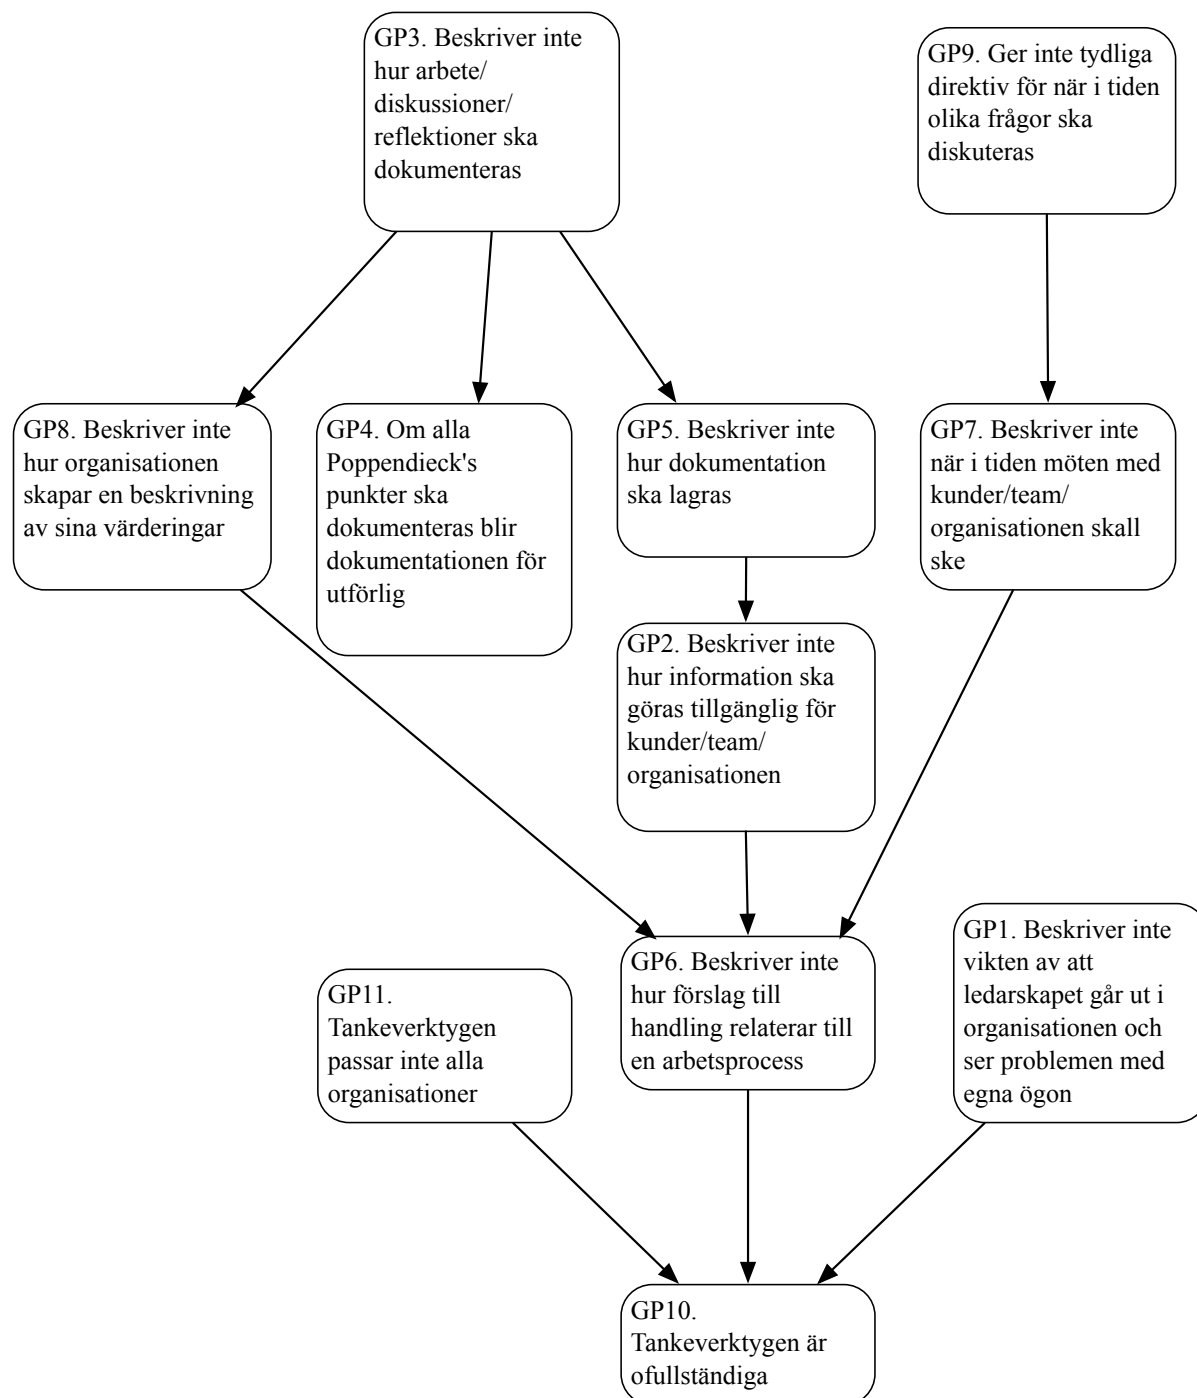 GP3. Beskriver inte
hur arbete/
diskussioner/
reflektioner ska
dokumenteras
GP9. Ger inte tydliga
direktiv för när i tiden
olika frågor ska
diskuteras
GP8. Beskriver inte
hur organisationen
skapar en beskrivning
av sina värderingar
GP4. Om alla
Poppendieck's
punkter ska
dokumenteras blir
dokumentationen för
utförlig
GP5. Beskriver inte
hur dokumentation
ska lagras
GP7. Beskriver inte
när i tiden möten med
kunder/team/
organisationen skall
ske
GP2. Beskriver inte
hur information ska
göras tillgänglig för
kunder/team/
organisationen
GP11.
Tankeverktygen
passar inte alla
organisationer
GP6. Beskriver inte
hur förslag till
handling relaterar till
en arbetsprocess
GP1. Beskriver inte
vikten av att
ledarskapet går ut i
organisationen och
ser problemen med
egna ögon
GP10.
Tankeverktygen är
ofullständiga